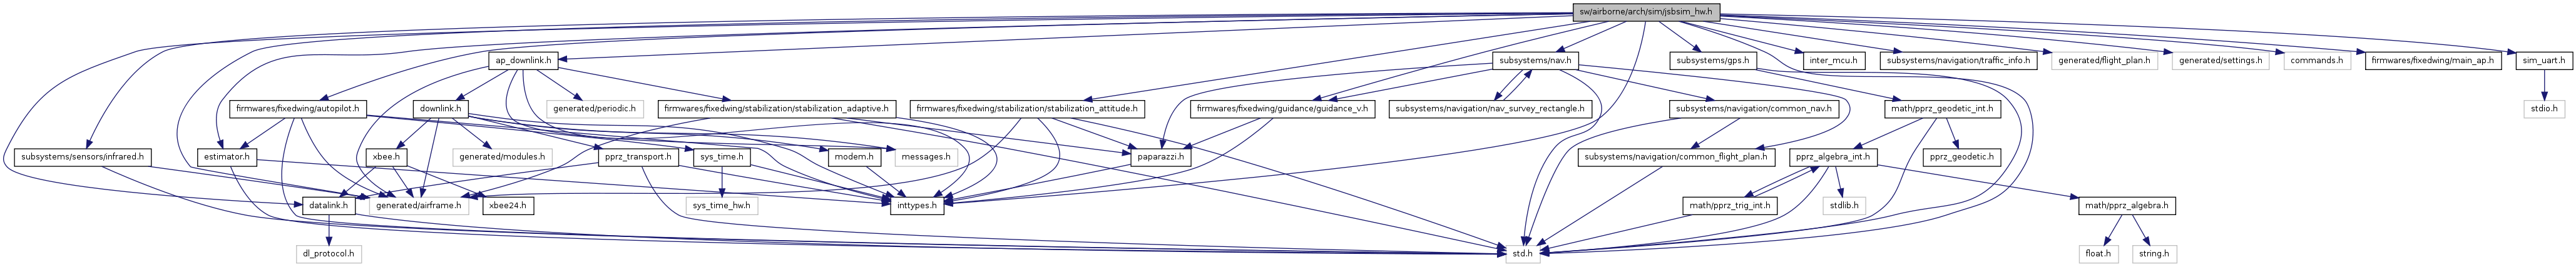 sw/airborne/arch/sim/jsbsim_hw.h
ap_downlink.h
subsystems/nav.h
subsystems/gps.h
inter_mcu.h
subsystems/navigation/traffic_info.h
generated/flight_plan.h
generated/settings.h
commands.h
firmwares/fixedwing/main_ap.h
sim_uart.h
firmwares/fixedwing/autopilot.h
downlink.h
generated/periodic.h
firmwares/fixedwing/stabilization/stabilization_adaptive.h
firmwares/fixedwing/stabilization/stabilization_attitude.h
firmwares/fixedwing/guidance/guidance_v.h
subsystems/navigation/nav_survey_rectangle.h
subsystems/navigation/common_nav.h
math/pprz_geodetic_int.h
stdio.h
subsystems/sensors/infrared.h
estimator.h
xbee.h
generated/modules.h
pprz_transport.h
sys_time.h
modem.h
messages.h
paparazzi.h
subsystems/navigation/common_flight_plan.h
pprz_algebra_int.h
pprz_geodetic.h
datalink.h
generated/airframe.h
xbee24.h
sys_time_hw.h
inttypes.h
math/pprz_trig_int.h
stdlib.h
math/pprz_algebra.h
dl_protocol.h
std.h
float.h
string.h